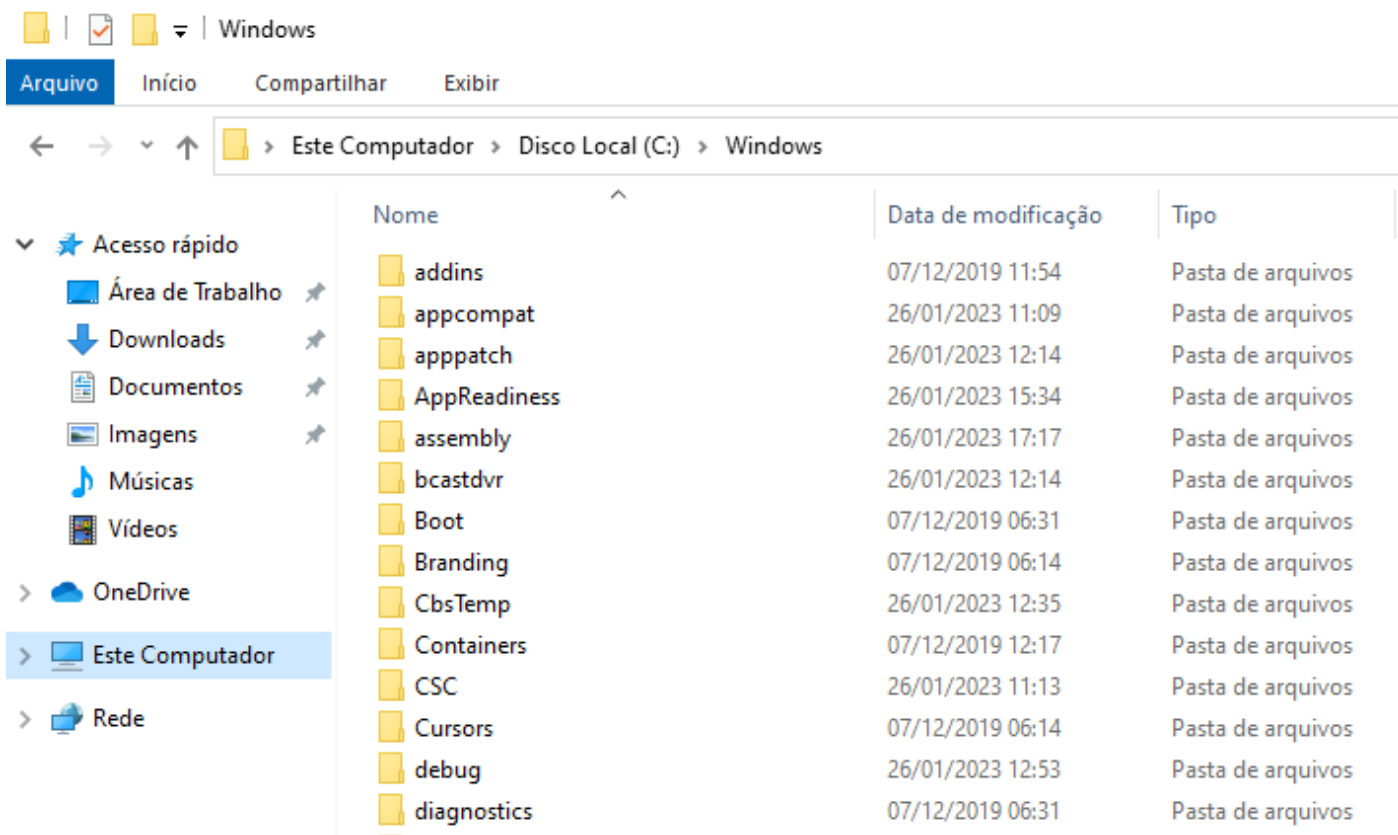 Windows
Arquivo Início Compartilhar Exibir
Este Computador Disco Local (C:) Windows
Nome Data de modificação Tipo
Acesso rápido
Área de Trabalho
Downloads
Documentos
Imagens
Músicas
Vídeos
OneDrive
Este Computador
Rede
addins 07/12/2019 11:54 Pasta de arquivos
appcompat 26/01/2023 11:09 Pasta de arquivos
apppatch 26/01/2023 12:14 Pasta de arquivos
AppReadiness 26/01/2023 15:34 Pasta de arquivos
assembly 26/01/2023 17:17 Pasta de arquivos
bcastdvr 26/01/2023 12:14 Pasta de arquivos
Boot 07/12/2019 06:31 Pasta de arquivos
Branding 07/12/2019 06:14 Pasta de arquivos
CbsTemp 26/01/2023 12:35 Pasta de arquivos
Containers 07/12/2019 12:17 Pasta de arquivos
CSC 26/01/2023 11:13 Pasta de arquivos
Cursors 07/12/2019 06:14 Pasta de arquivos
debug 26/01/2023 12:53 Pasta de arquivos
diagnostics 07/12/2019 06:31 Pasta de arquivos